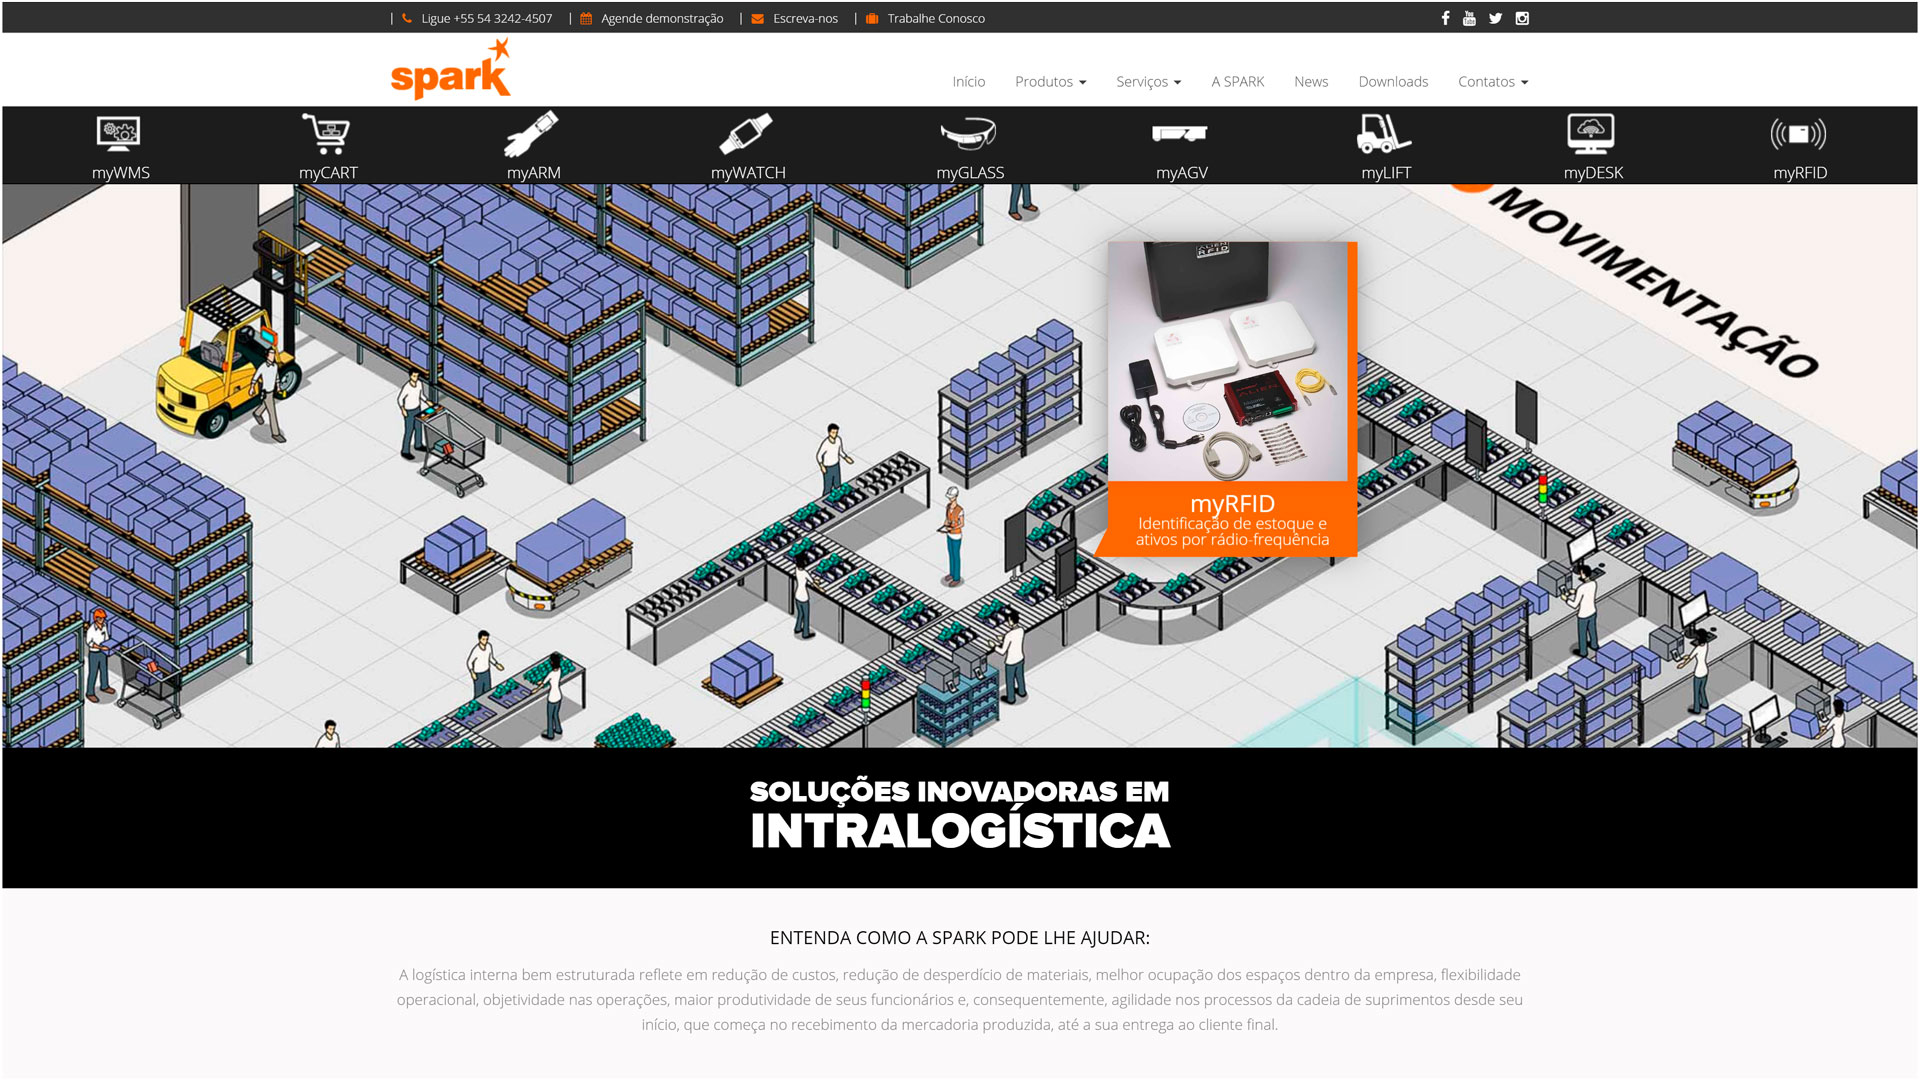 Ligue +55 54 3242-4507 | Agende demonstração | Escreva-nos | Trabalhe Conosco
spark
Início Produtos Serviços A SPARK News Downloads Contatos
myWMS myCART myARM myWATCH myGLASS myAGV myLIFT myDESK myRFID
MOVIMENTAÇÃO
ALIEN
RFID
ALIEN
myRFID
Identificação de estoque e
ativos por rádio-frequência
SOLUÇÕES INOVADORAS EM
INTRALOGÍSTICA
ENTENDA COMO A SPARK PODE LHE AJUDAR:
A logística interna bem estruturada reflete em redução de custos, redução de desperdício de materiais, melhor ocupação dos espaços dentro da empresa, flexibilidade
operacional, objetividade nas operações, maior produtividade de seus funcionários e, consequentemente, agilidade nos processos da cadeia de suprimentos desde seu
início, que começa no recebimento da mercadoria produzida, até a sua entrega ao cliente final.